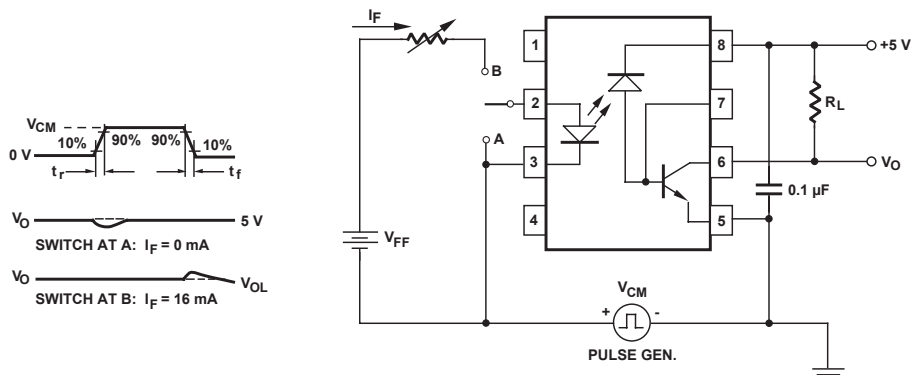 V_CM
10%
90%
90%
10%
0 V
t_r
t_f
V_O
5 V
SWITCH AT A: I_F = 0 mA
V_O
V_OL
SWITCH AT B: I_F = 16 mA
I_F
B
A
V_FF
1
2
3
4
8
7
6
5
+5 V
R_L
V_O
0.1 µF
V_CM
+
-
PULSE GEN.